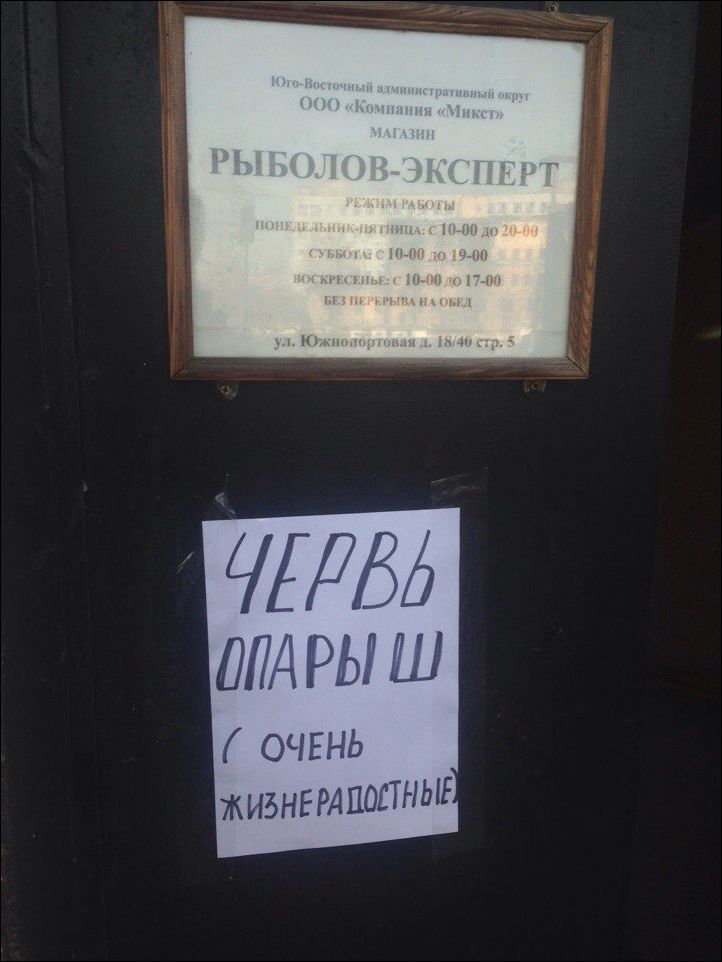 Юго-Восточный административный округ
ООО «Компания «Микст»
МАГАЗИН
РЫБОЛОВ-ЭКСПЕРТ
РЕЖИМ РАБОТЫ
ПОНЕДЕЛЬНИК-ПЯТНИЦА: С 10-00 ДО 20-00
СУББОТА: С 10-00 ДО 19-00
ВОСКРЕСЕНЬЕ: С 10-00 ДО 17-00
БЕЗ ПЕРЕРЫВА НА ОБЕД
ул. Южнопортовая д. 18/40 стр. 5
ЧЕРВЬ
ОПАРЫШ
( ОЧЕНЬ
ЖИЗНЕРАДОСТНЫЕ)